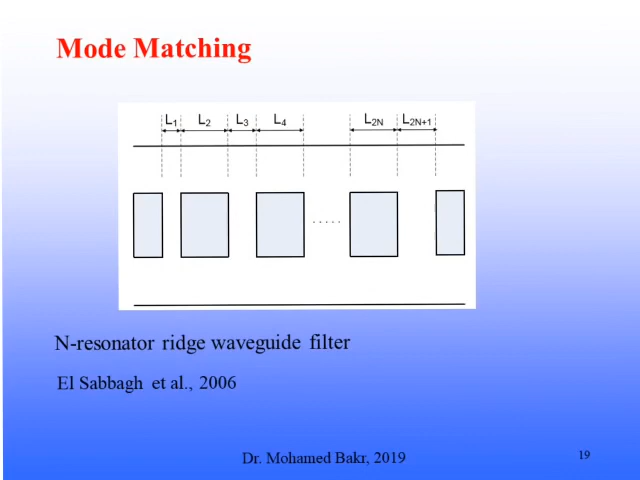 Mode Matching
L1 L2 L3 L4 L2N L2N+1
.....
N-resonator ridge waveguide filter
El Sabbagh et al., 2006
Dr. Mohamed Bakr, 2019
19